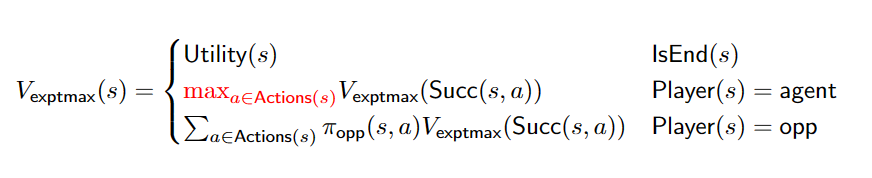 Utility(s) IsEnd(s)
V_exptmax(s) = { max_{a∈Actions(s)} V_exptmax(Succ(s, a)) Player(s) = agent
∑_{a∈Actions(s)} π_opp(s, a)V_exptmax(Succ(s, a)) Player(s) = opp